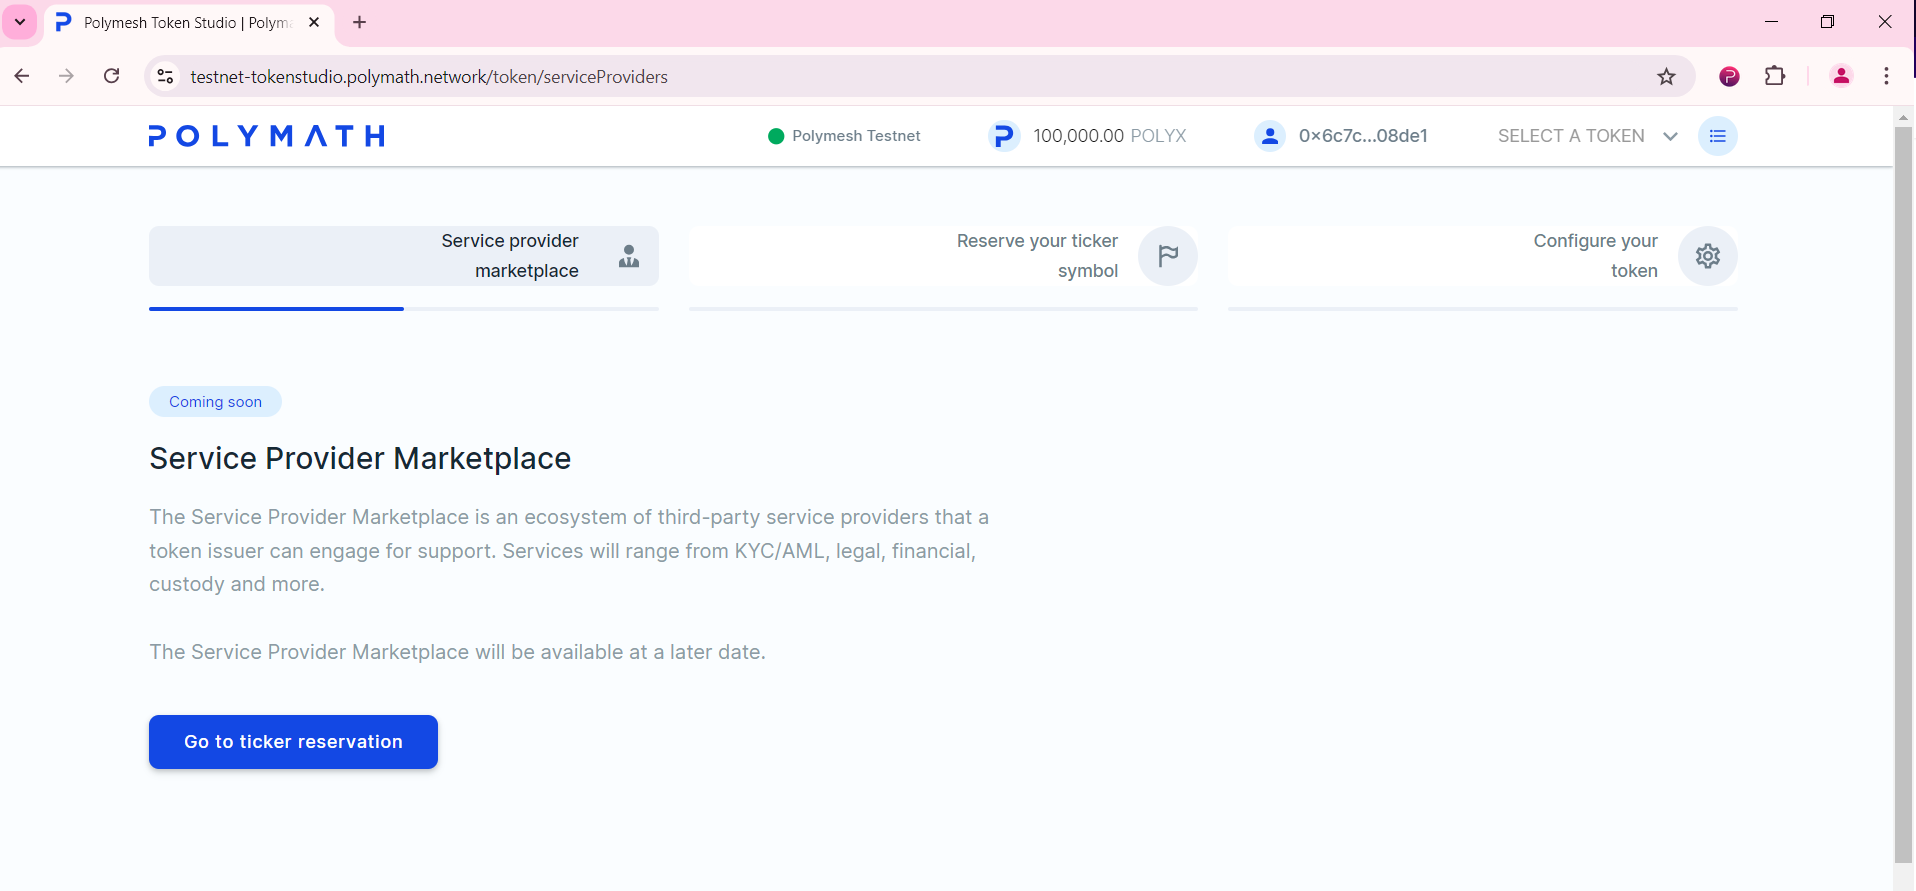 Polymesh Token Studio | Polym
testnet-tokenstudio.polymath.network/token/serviceProviders
POLYMATH
Polymesh Testnet
100,000.00 POLYX
0x6c7c...08de1
SELECT A TOKEN
Service provider
marketplace
Reserve your ticker
symbol
Configure your
token
Coming soon
Service Provider Marketplace
The Service Provider Marketplace is an ecosystem of third-party service providers that a
token issuer can engage for support. Services will range from KYC/AML, legal, financial,
custody and more.
The Service Provider Marketplace will be available at a later date.
Go to ticker reservation